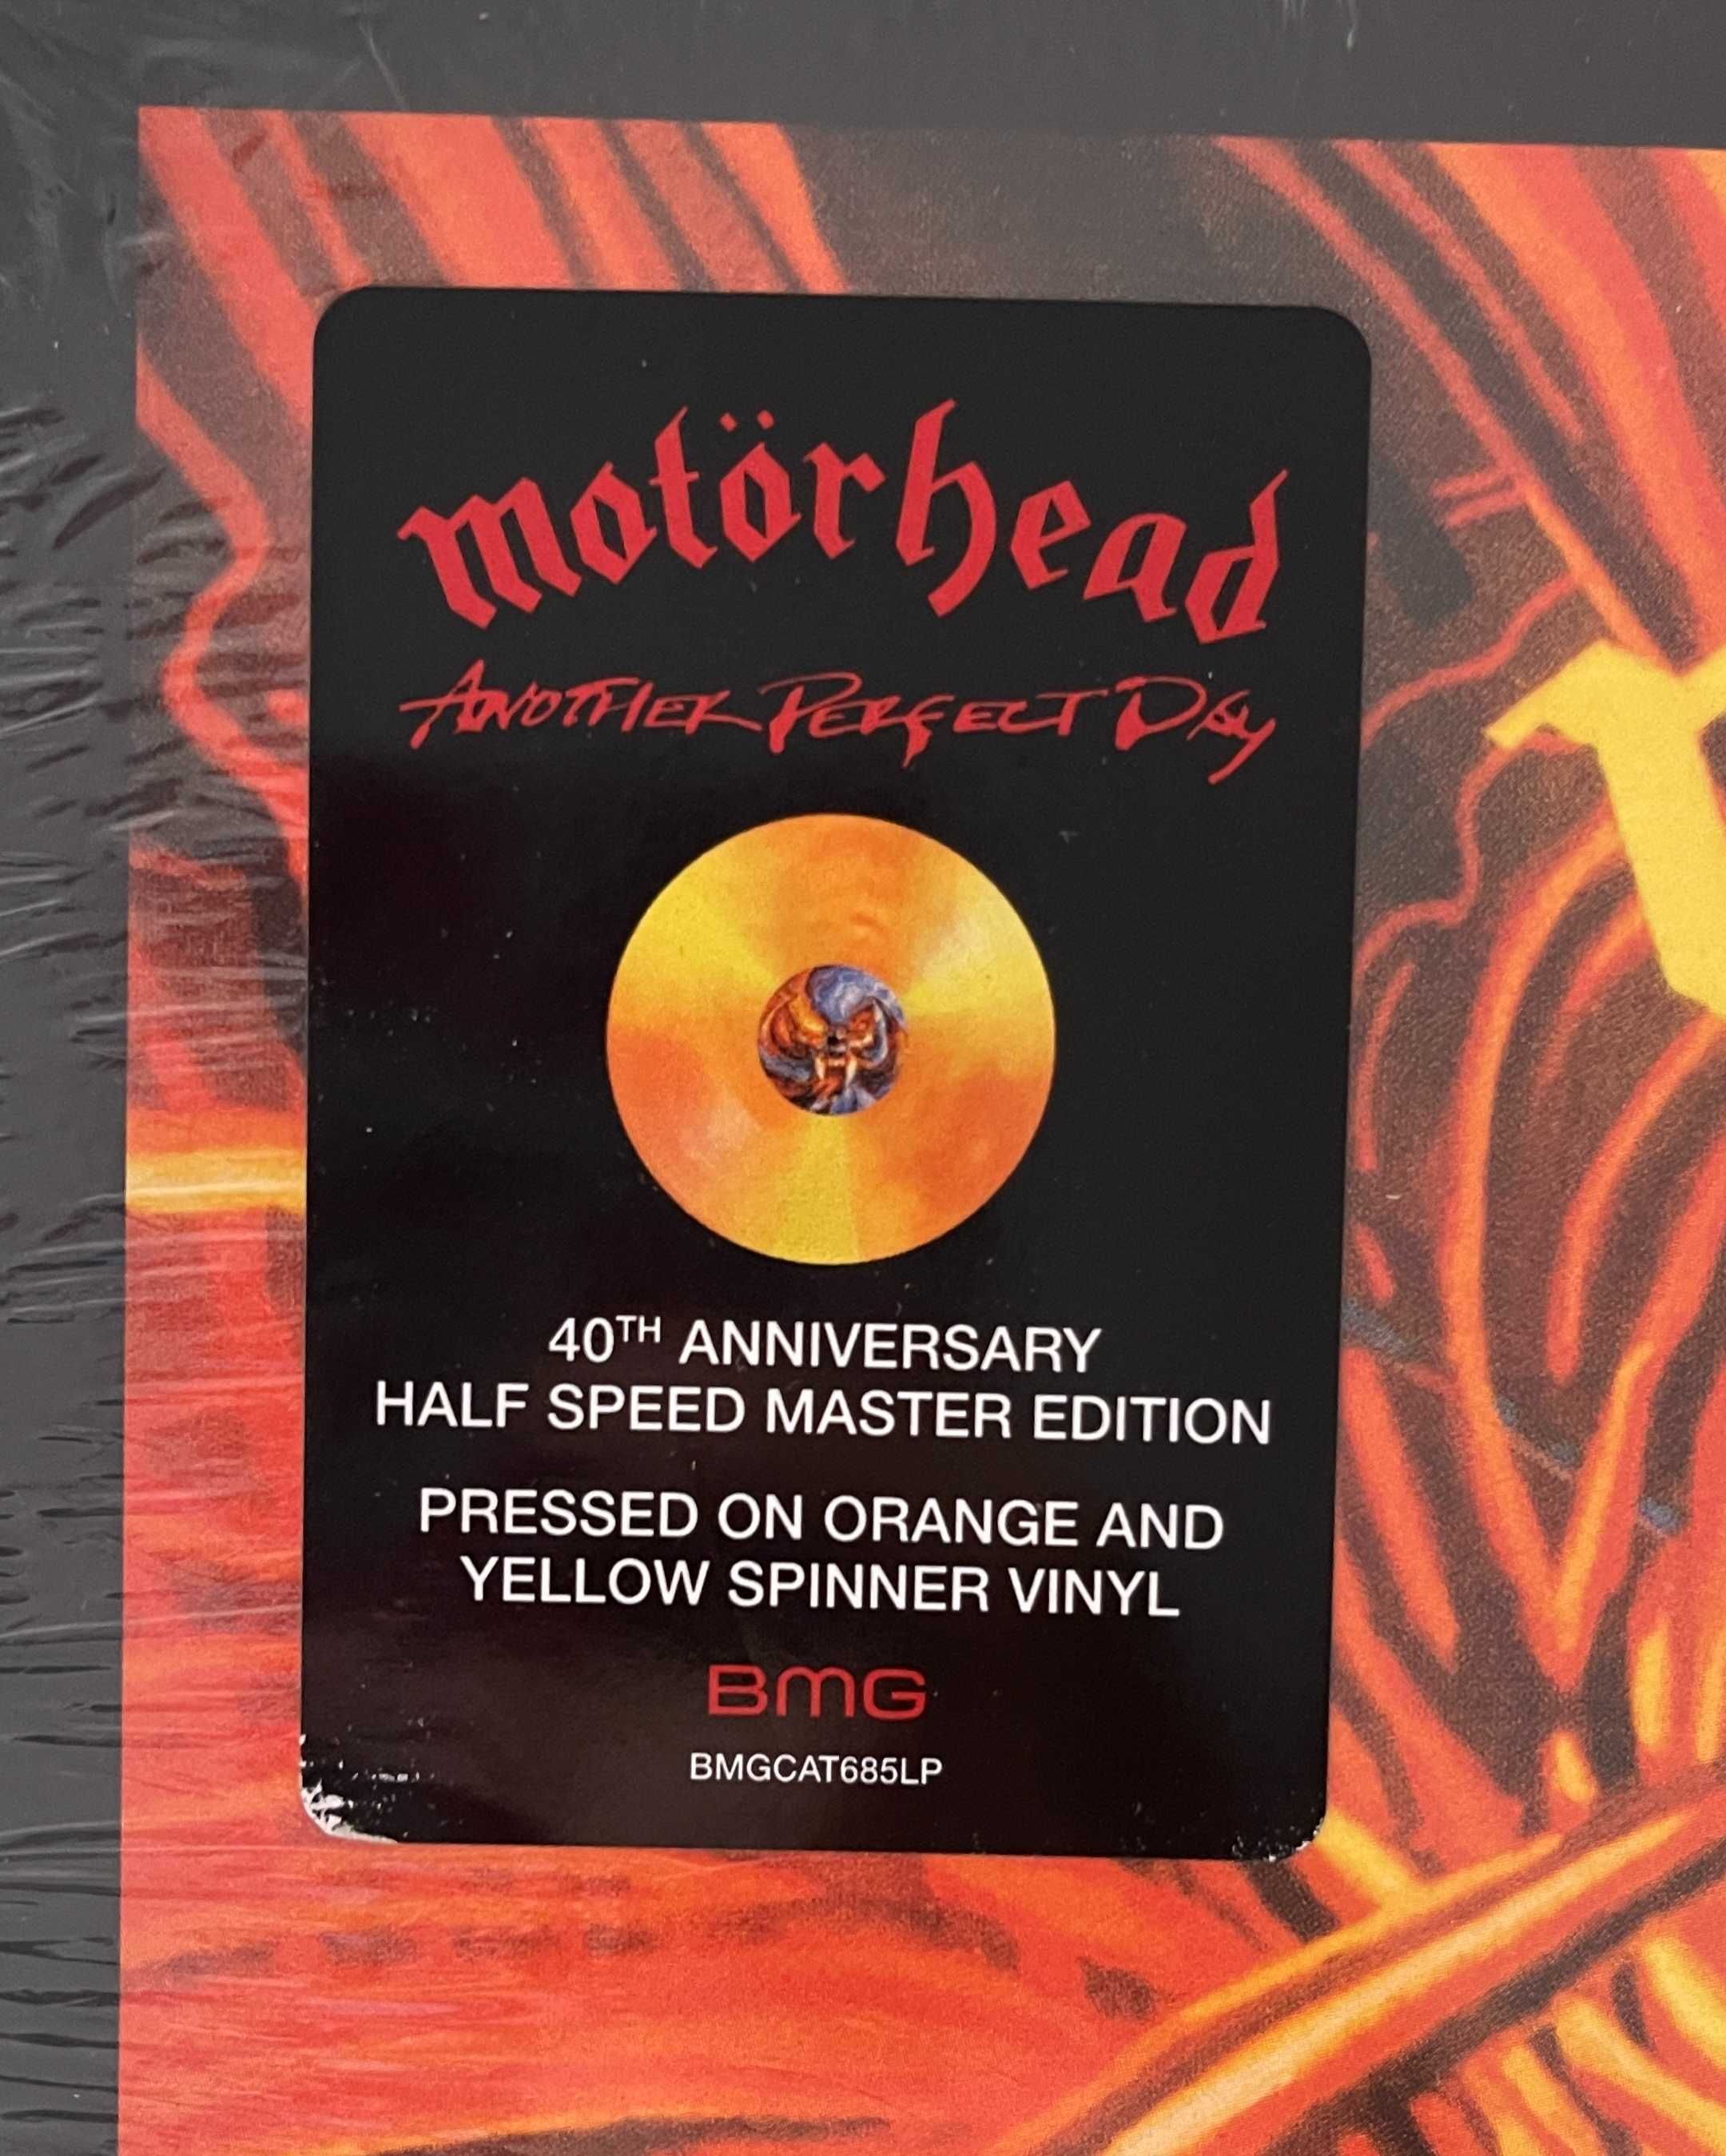 motörhead
ANOTHER PERFECT DAY
40TH ANNIVERSARY
HALF SPEED MASTER EDITION
PRESSED ON ORANGE AND
YELLOW SPINNER VINYL
BMG
BMGCAT685LP